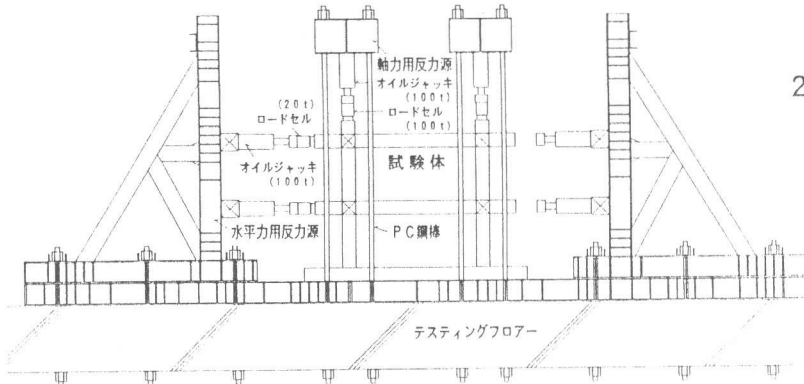 軸力用反力源
オイルジャッキ
(100t)
ロードセル
(100t)
(20t)
ロードセル
オイルジャッキ
(100t)
試験体
水平力用反力源
PC鋼棒
テスティングフロアー
2